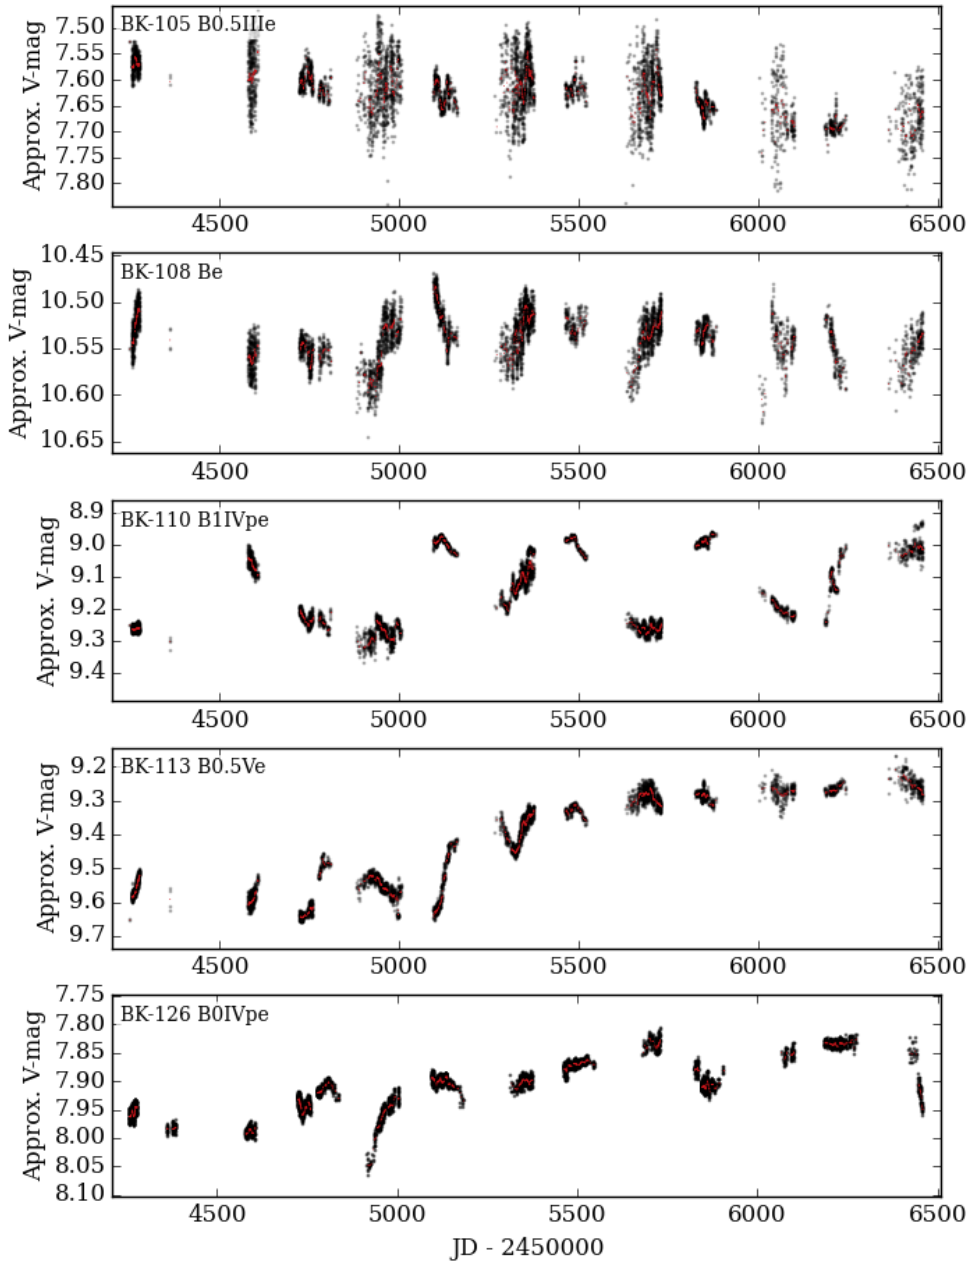 BK-105 B0.5IIIe
Approx. V-mag
7.50
7.55
7.60
7.65
7.70
7.75
7.80
4500 5000 5500 6000 6500
BK-108 Be
Approx. V-mag
10.45
10.50
10.55
10.60
10.65
4500 5000 5500 6000 6500
BK-110 B1IVpe
Approx. V-mag
8.9
9.0
9.1
9.2
9.3
9.4
4500 5000 5500 6000 6500
BK-113 B0.5Ve
Approx. V-mag
9.2
9.3
9.4
9.5
9.6
9.7
4500 5000 5500 6000 6500
BK-126 B0IVpe
Approx. V-mag
7.75
7.80
7.85
7.90
7.95
8.00
8.05
8.10
4500 5000 5500 6000 6500
JD - 2450000